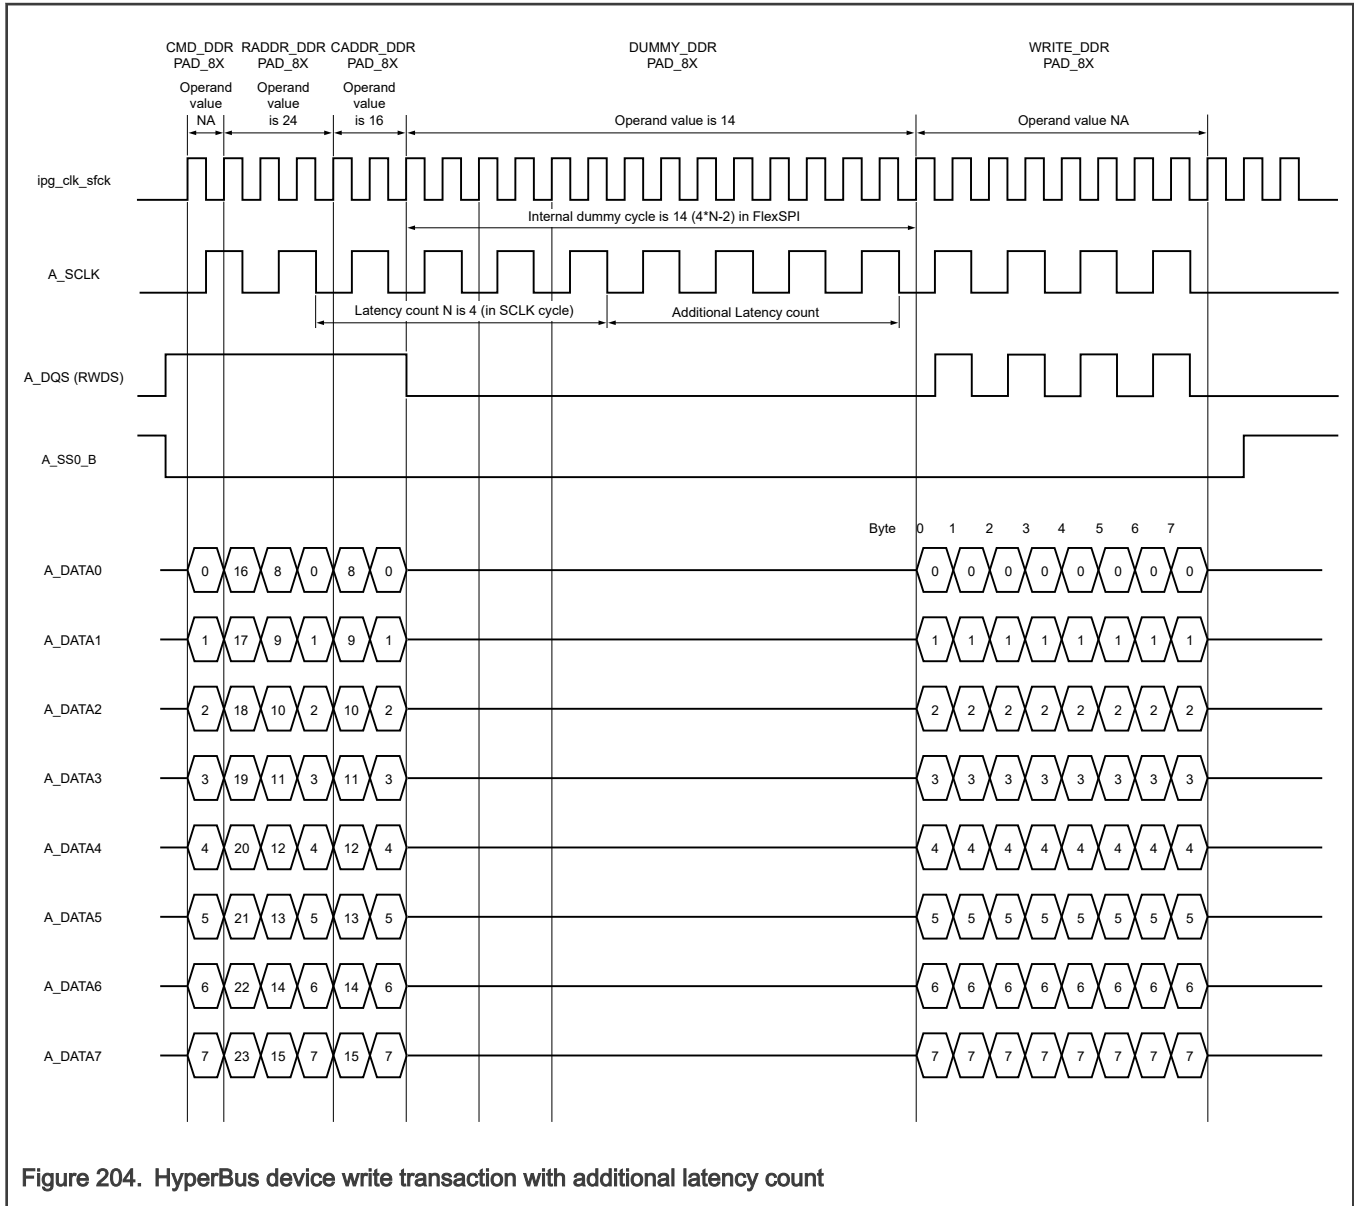 CMD_DDR RADDR_DDR CADDR_DDR DUMMY_DDR WRITE_DDR
PAD_8X PAD_8X PAD_8X PAD_8X PAD_8X
Operand Operand Operand
value value value
NA is 24 is 16 Operand value is 14 Operand value NA
ipg_clk_sfck
Internal dummy cycle is 14 (4*N-2) in FlexSPI
A_SCLK
Latency count N is 4 (in SCLK cycle) Additional Latency count
A_DQS (RWDS)
A_SS0_B
Byte 0 1 2 3 4 5 6 7
A_DATA0 0 16 8 0 8 0 0 0 0 0 0 0 0 0
A_DATA1 1 17 9 1 9 1 1 1 1 1 1 1 1 1
A_DATA2 2 18 10 2 10 2 2 2 2 2 2 2 2 2
A_DATA3 3 19 11 3 11 3 3 3 3 3 3 3 3 3
A_DATA4 4 20 12 4 12 4 4 4 4 4 4 4 4 4
A_DATA5 5 21 13 5 13 5 5 5 5 5 5 5 5 5
A_DATA6 6 22 14 6 14 6 6 6 6 6 6 6 6 6
A_DATA7 7 23 15 7 15 7 7 7 7 7 7 7 7 7
Figure 204. HyperBus device write transaction with additional latency count